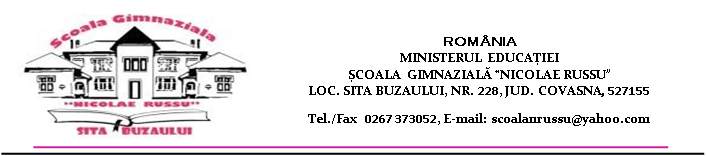 Școala Gimnaziala
"NICOLAE RUSSU"
SITA BUZAULUI
ROMÂNIA
MINISTERUL EDUCAȚIEI
ȘCOALA GIMNAZIALĂ “NICOLAE RUSSU”
LOC. SITA BUZAULUI, NR. 228, JUD. COVASNA, 527155
Tel./Fax 0267 373052, E-mail: scoalanrussu@yahoo.com